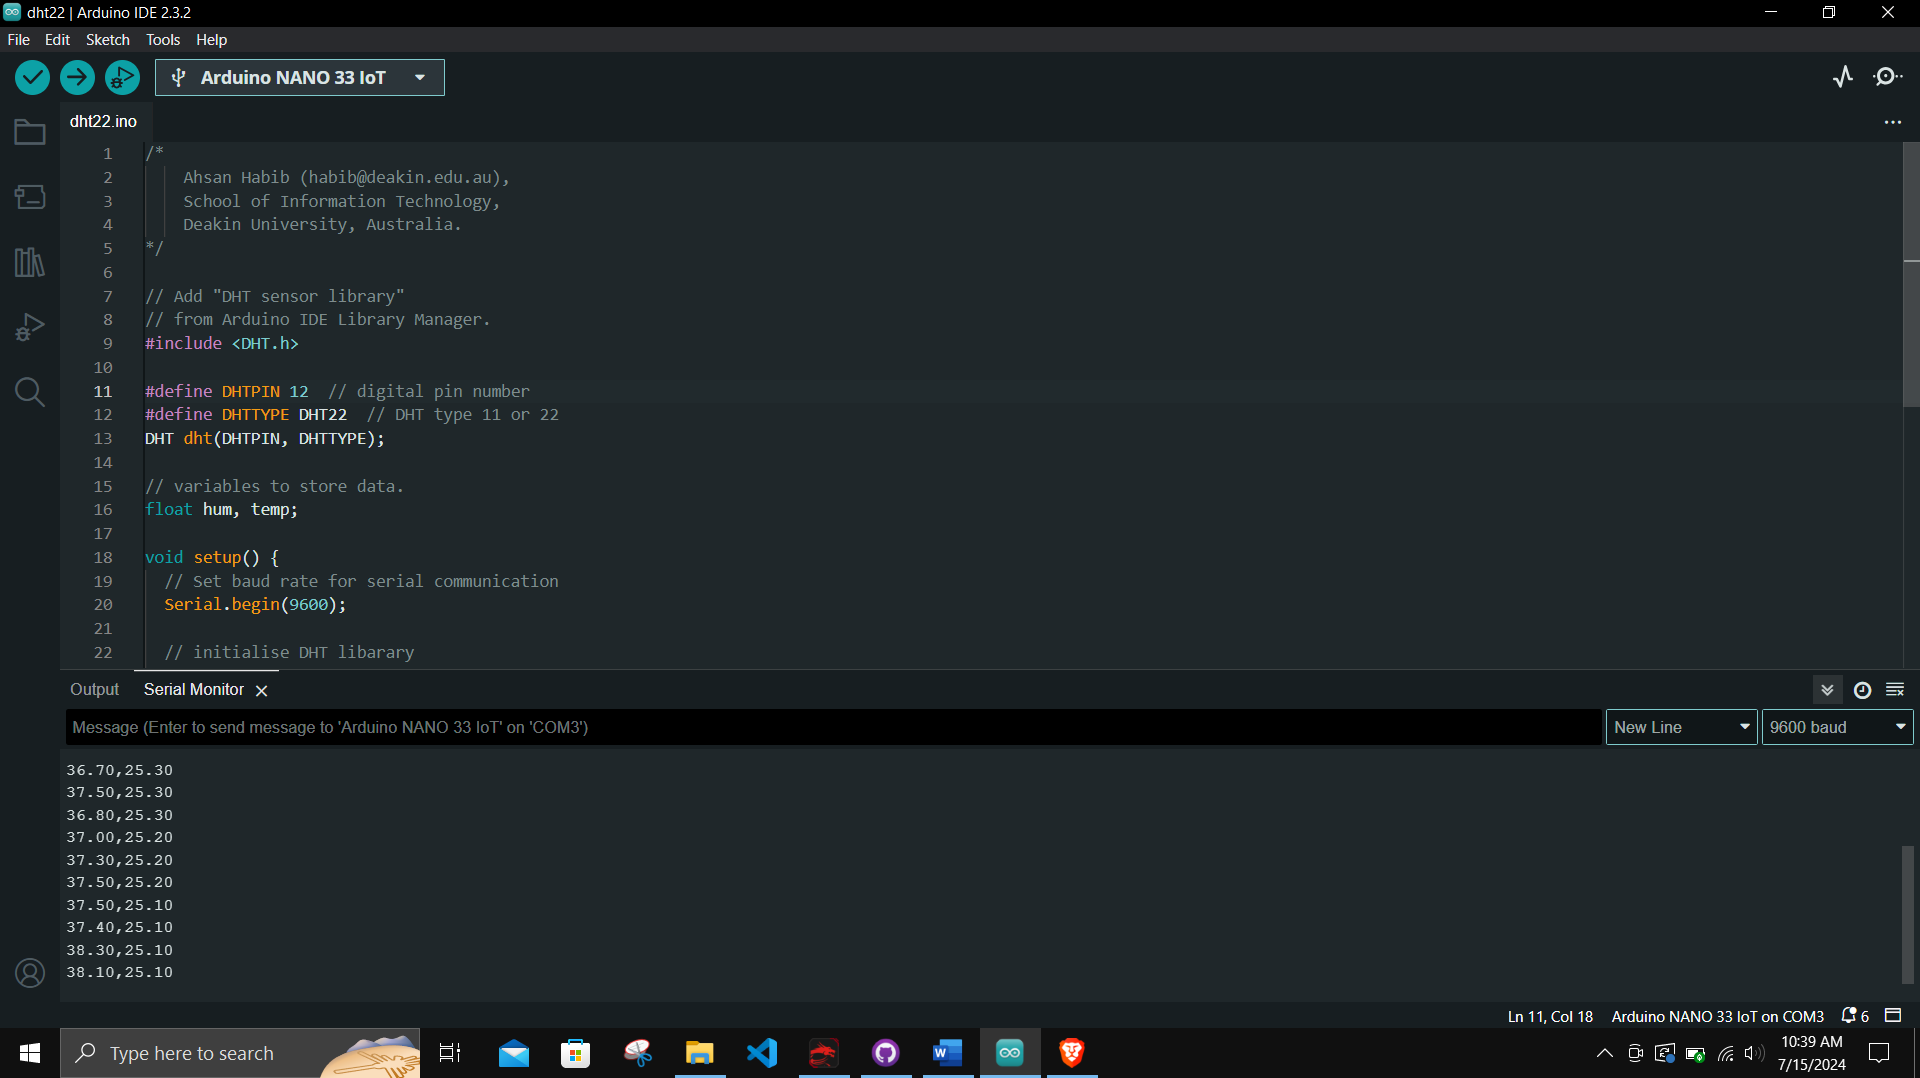 dht22 | Arduino IDE 2.3.2
File Edit Sketch Tools Help
Arduino NANO 33 IoT
dht22.ino
1 /*
2 Ahsan Habib (habib@deakin.edu.au),
3 School of Information Technology,
4 Deakin University, Australia.
5 */
6
7 // Add "DHT sensor library"
8 // from Arduino IDE Library Manager.
9 #include <DHT.h>
10
11 #define DHTPIN 12 // digital pin number
12 #define DHTTYPE DHT22 // DHT type 11 or 22
13 DHT dht(DHTPIN, DHTTYPE);
14
15 // variables to store data.
16 float hum, temp;
17
18 void setup() {
19 // Set baud rate for serial communication
20 Serial.begin(9600);
21
22 // initialise DHT libarary
Output Serial Monitor
Message (Enter to send message to 'Arduino NANO 33 IoT' on 'COM3') New Line 9600 baud
36.70,25.30
37.50,25.30
36.80,25.30
37.00,25.20
37.30,25.20
37.50,25.20
37.50,25.10
37.40,25.10
38.30,25.10
38.10,25.10
Ln 11, Col 18 Arduino NANO 33 IoT on COM3 6
Type here to search
10:39 AM
7/15/2024